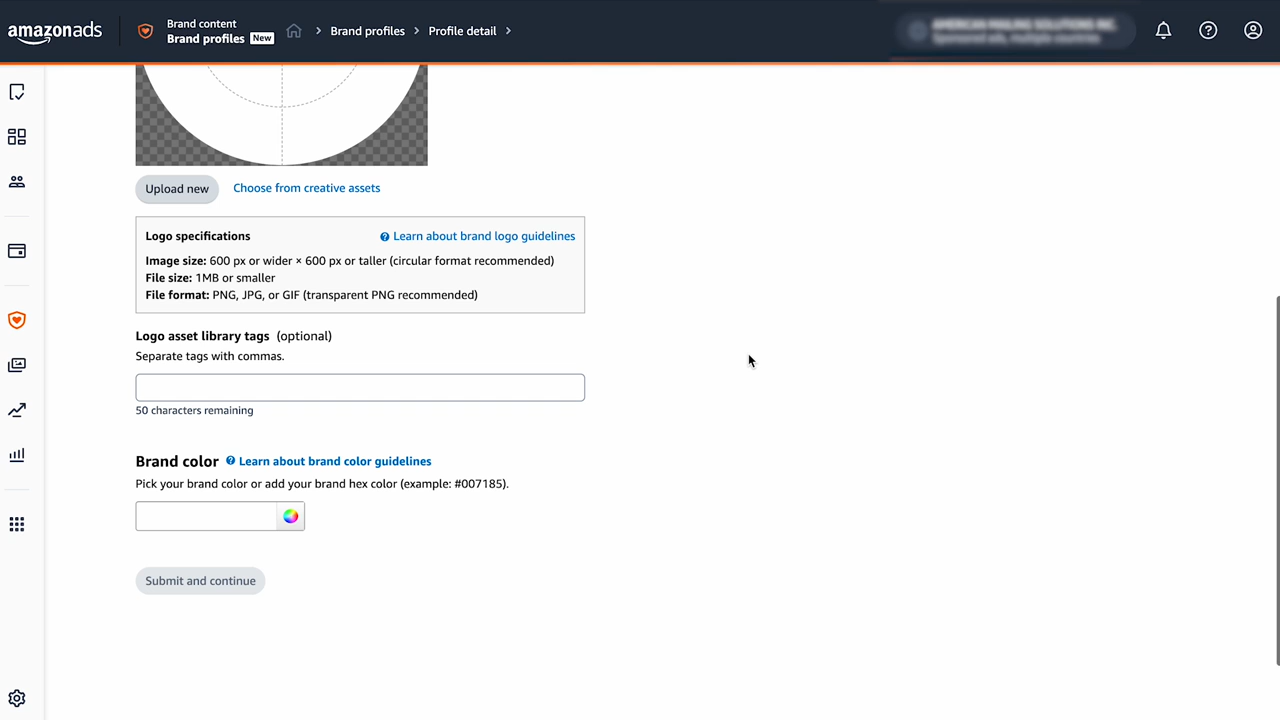 amazonads
Brand content
Brand profiles New
Brand profiles
Profile detail
Upload new
Choose from creative assets
Logo specifications
Learn about brand logo guidelines
Image size: 600 px or wider × 600 px or taller (circular format recommended)
File size: 1MB or smaller
File format: PNG, JPG, or GIF (transparent PNG recommended)
Logo asset library tags (optional)
Separate tags with commas.
50 characters remaining
Brand color
Learn about brand color guidelines
Pick your brand color or add your brand hex color (example: #007185).
Submit and continue